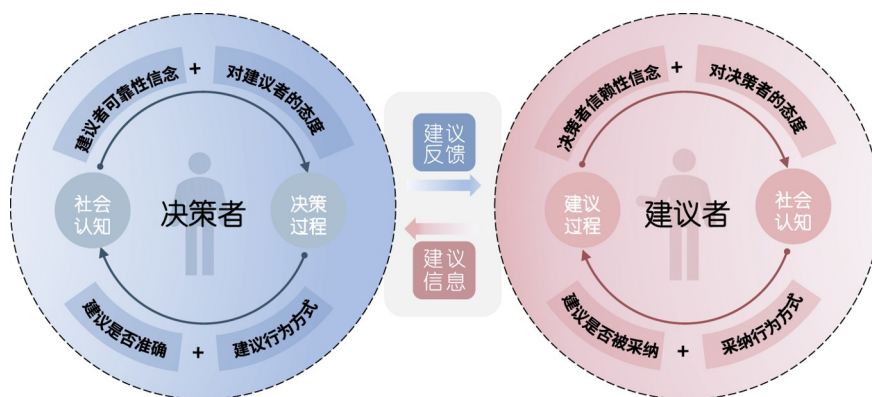 建议者可靠性信念
+
对建议者的态度
社会
认知
决策者
决策
过程
建议是否准确
+
建议行为方式
建议
反馈
建议
信息
决策者信赖性信念
+
对决策者的态度
建议
过程
建议者
社会
认知
建议是否被采纳
+
采纳行为方式